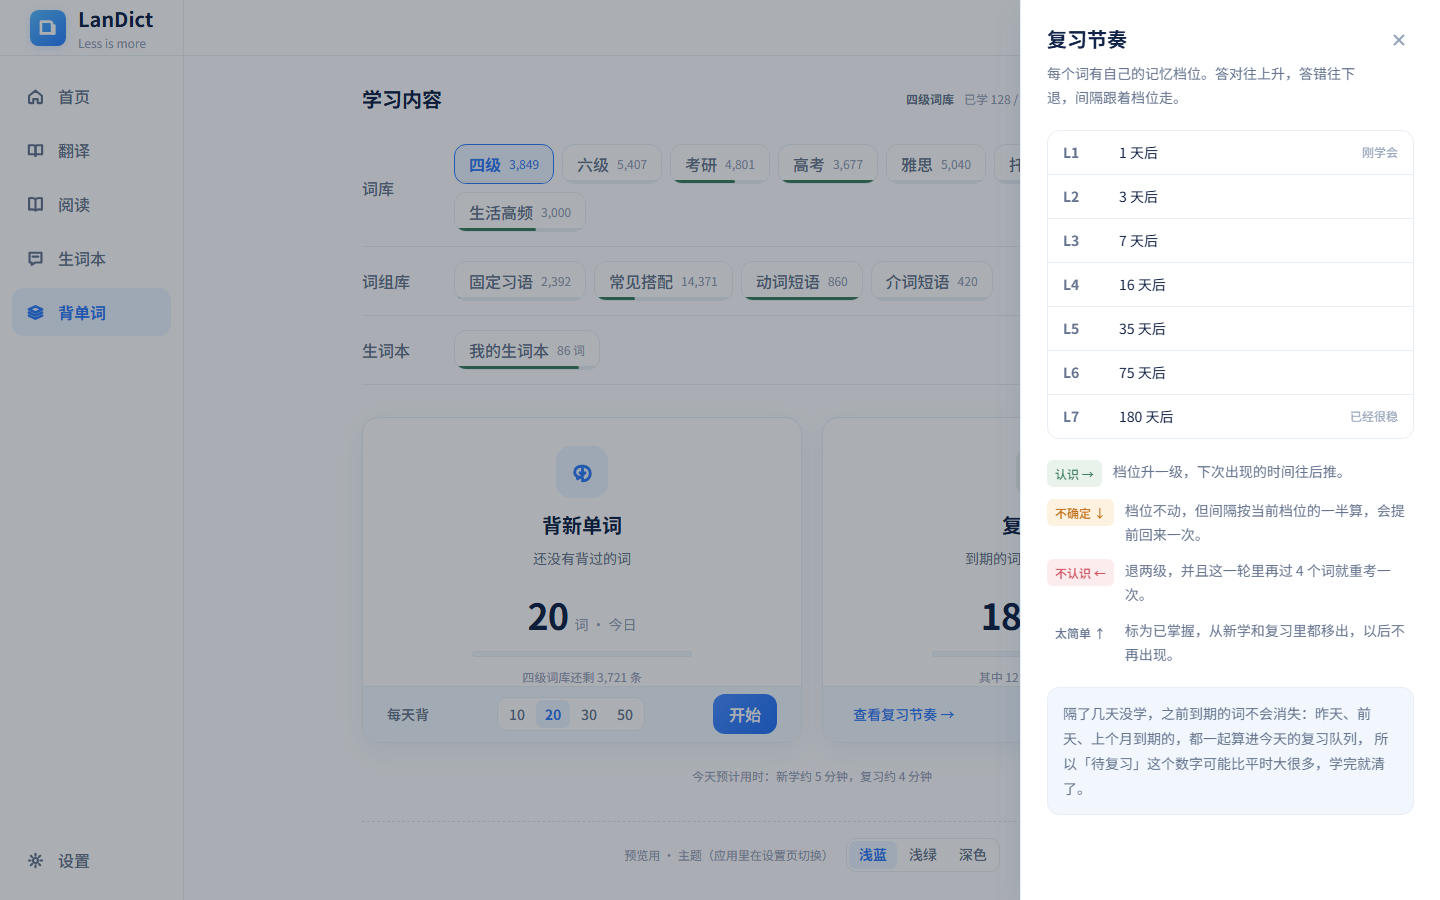 LanDict
Less is more
首页
翻译
阅读
生词本
背单词
设置
学习内容
四级词库 已学 128 /
词库
四级 3,849
六级 5,407
考研 4,801
高考 3,677
雅思 5,040
生活高频 3,000
词组库
固定习语 2,392
常见搭配 14,371
动词短语 860
介词短语 420
生词本
我的生词本 86 词
背新单词
还没有背过的词
20 词 · 今日
四级词库还剩 3,721 条
每天背
10 20 30 50
开始
到期的词
18
其中 12
查看复习节奏 →
今天预计用时：新学约 5 分钟，复习约 4 分钟
预览用 · 主题（应用里在设置页切换）
浅蓝 浅绿 深色
复习节奏
每个词有自己的记忆档位。答对往上升，答错往下
退，间隔跟着档位走。
L1 1 天后 刚学会
L2 3 天后
L3 7 天后
L4 16 天后
L5 35 天后
L6 75 天后
L7 180 天后 已经很稳
认识 → 档位升一级，下次出现的时间往后推。
不确定 ↓ 档位不动，但间隔按当前档位的一半算，会提
前回来一次。
不认识 ← 退两级，并且这一轮里再过 4 个词就重考一
次。
太简单 ↑ 标为已掌握，从新学和复习里都移出，以后不
再出现。
隔了几天没学，之前到期的词不会消失：昨天、前
天、上个月到期的，都一起算进今天的复习队列， 所
以「待复习」这个数字可能比平时大很多，学完就清
了。